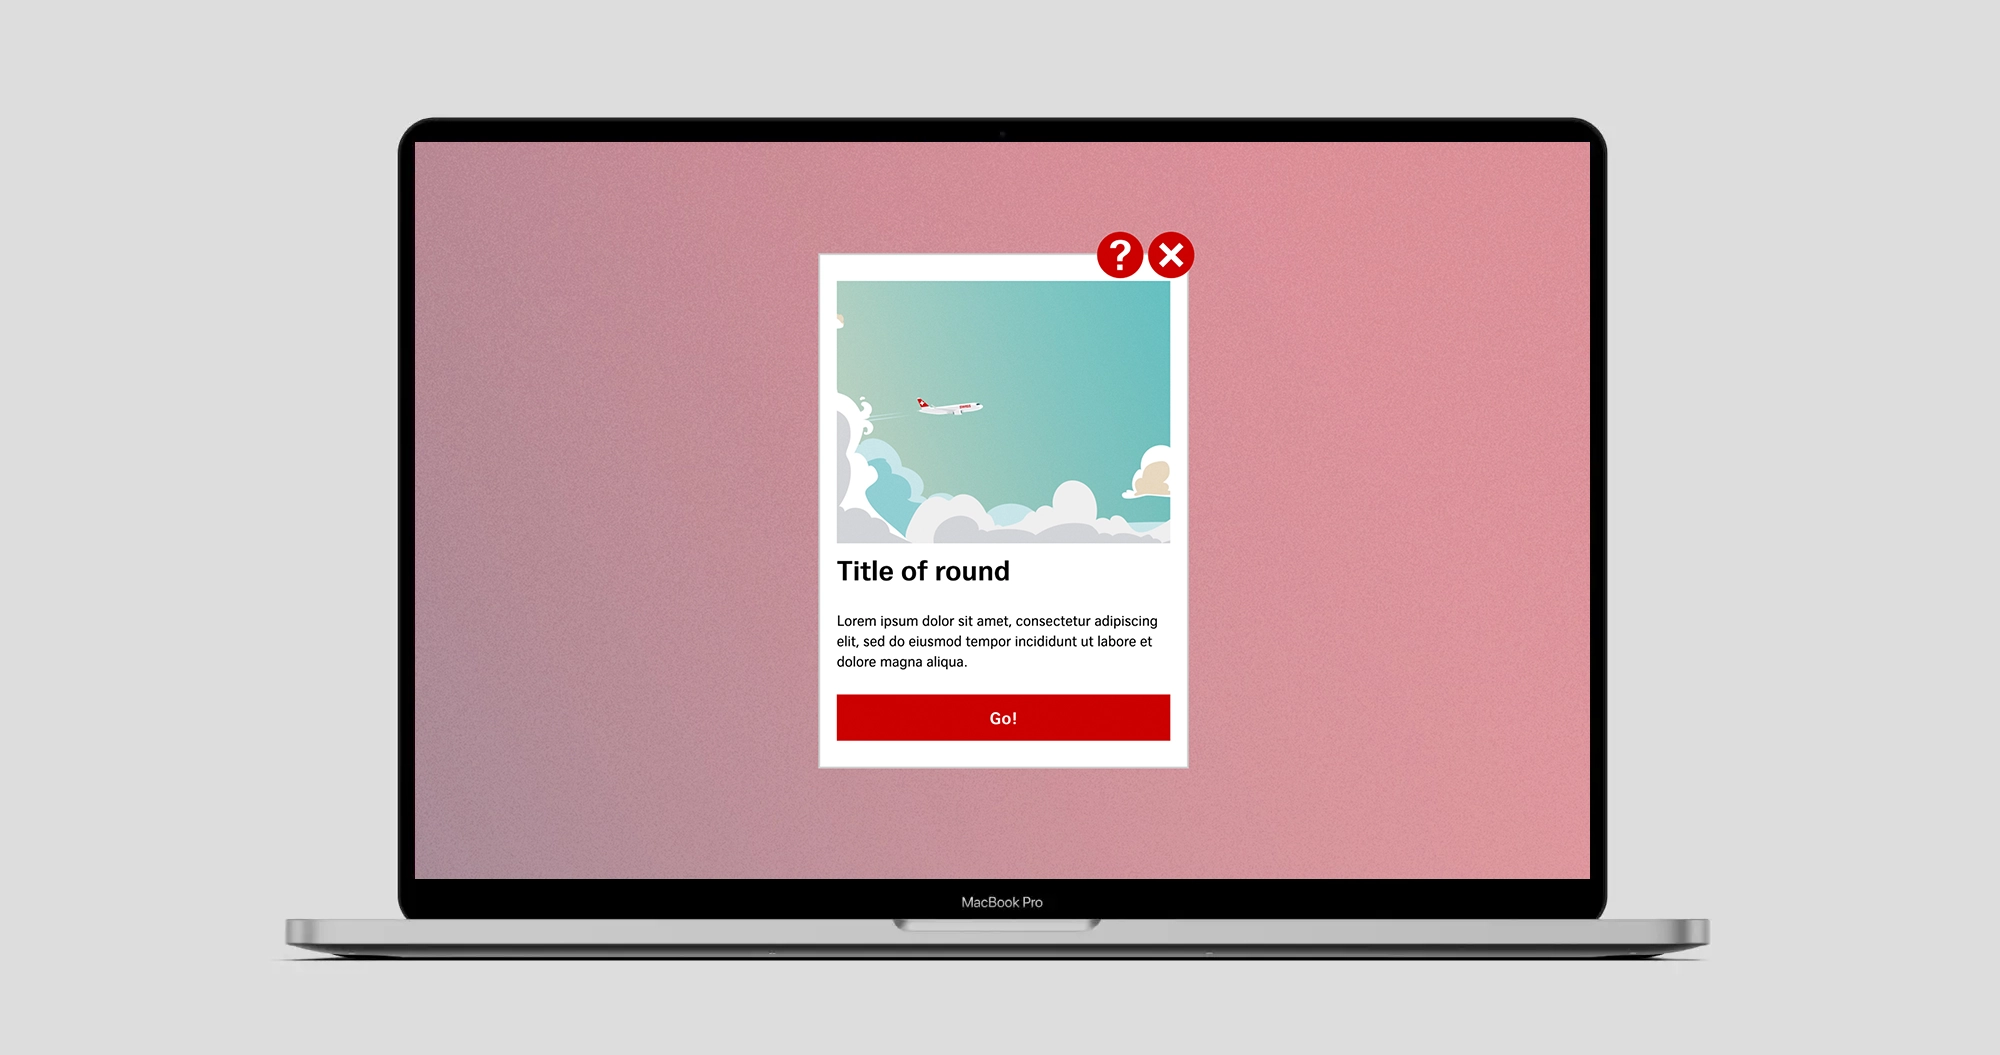 ?
SWISS
Title of round
Lorem ipsum dolor sit amet, consectetur adipiscing
elit, sed do eiusmod tempor incididunt ut labore et
dolore magna aliqua.
Go!
MacBook Pro